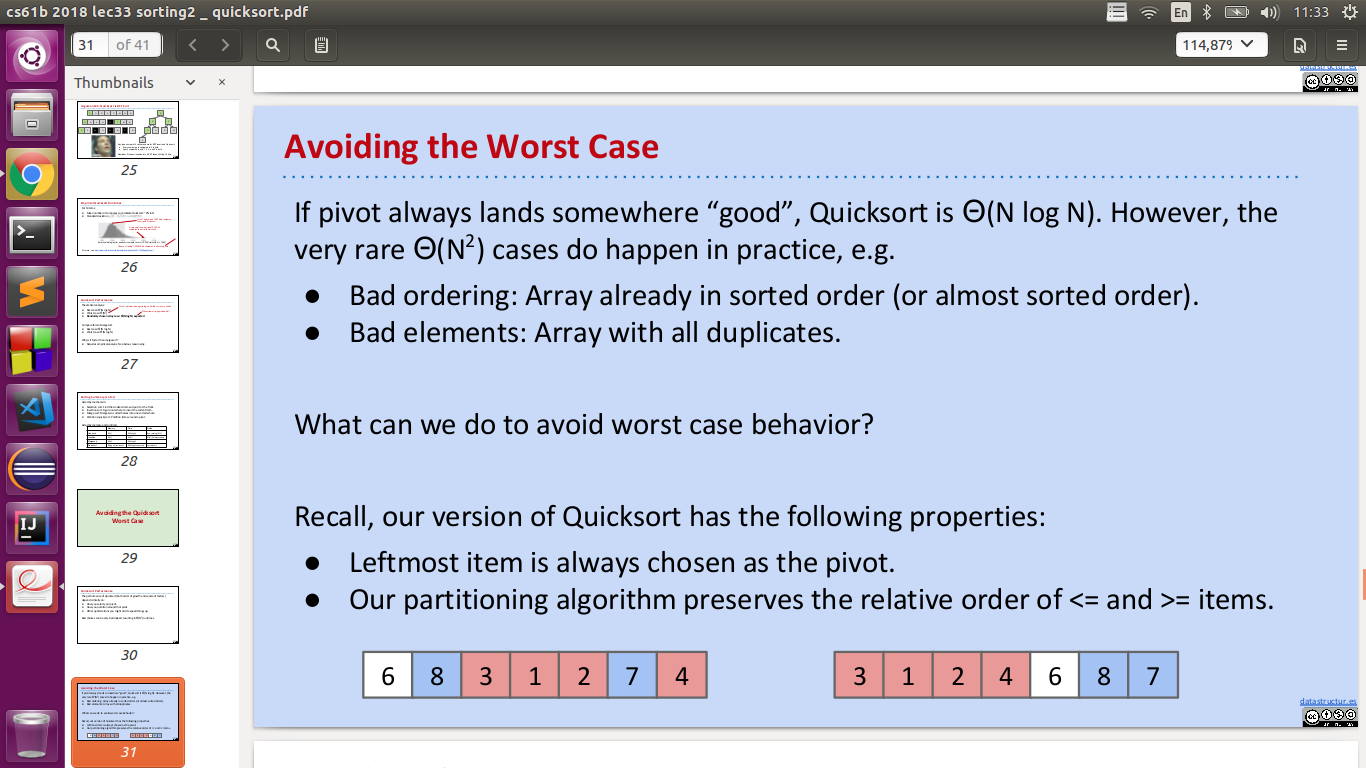 cs61b 2018 lec33 sorting2 _ quicksort.pdf
En
11:33
31 of 41
114,87%
Thumbnails
25
26
27
28
Avoiding the Quicksort
Worst Case
29
30
31
datastructur.es
Avoiding the Worst Case
If pivot always lands somewhere “good”, Quicksort is Θ(N log N). However, the
very rare Θ(N²) cases do happen in practice, e.g.
● Bad ordering: Array already in sorted order (or almost sorted order).
● Bad elements: Array with all duplicates.
What can we do to avoid worst case behavior?
Recall, our version of Quicksort has the following properties:
● Leftmost item is always chosen as the pivot.
● Our partitioning algorithm preserves the relative order of <= and >= items.
6 8 3 1 2 7 4
3 1 2 4 6 8 7
datastructur.es